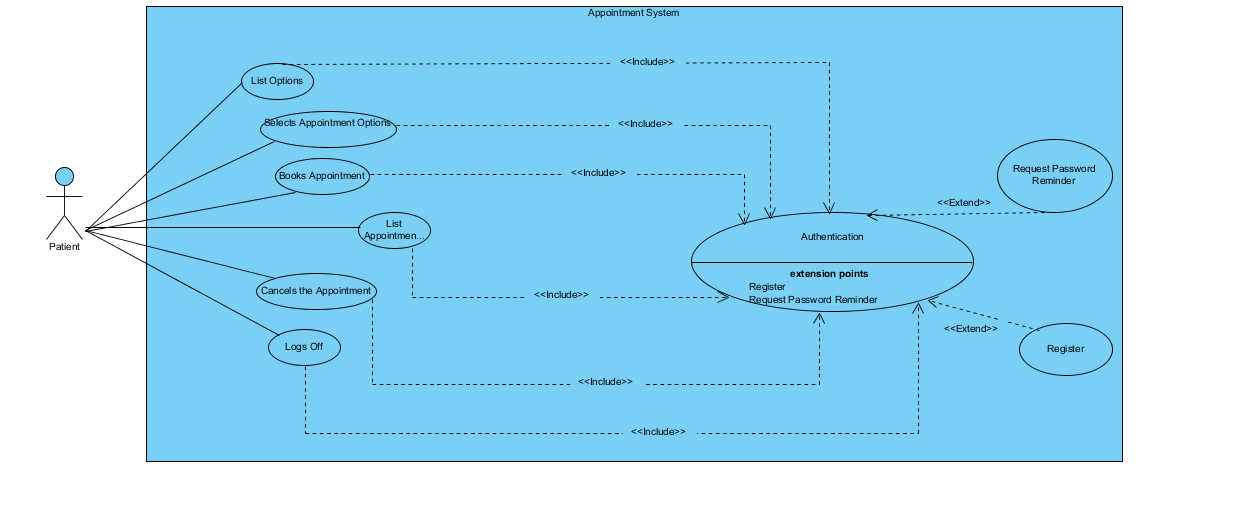 Appointment System
<<Include>>
List Options
Selects Appointment Options
<<Include>>
Books Appointment
<<Include>>
Request Password
Reminder
<<Extend>>
List
Appointmen...
Patient
Authentication
extension points
Register
Request Password Reminder
Cancels the Appointment
<<Include>>
<<Extend>>
Logs Off
Register
<<Include>>
<<Include>>